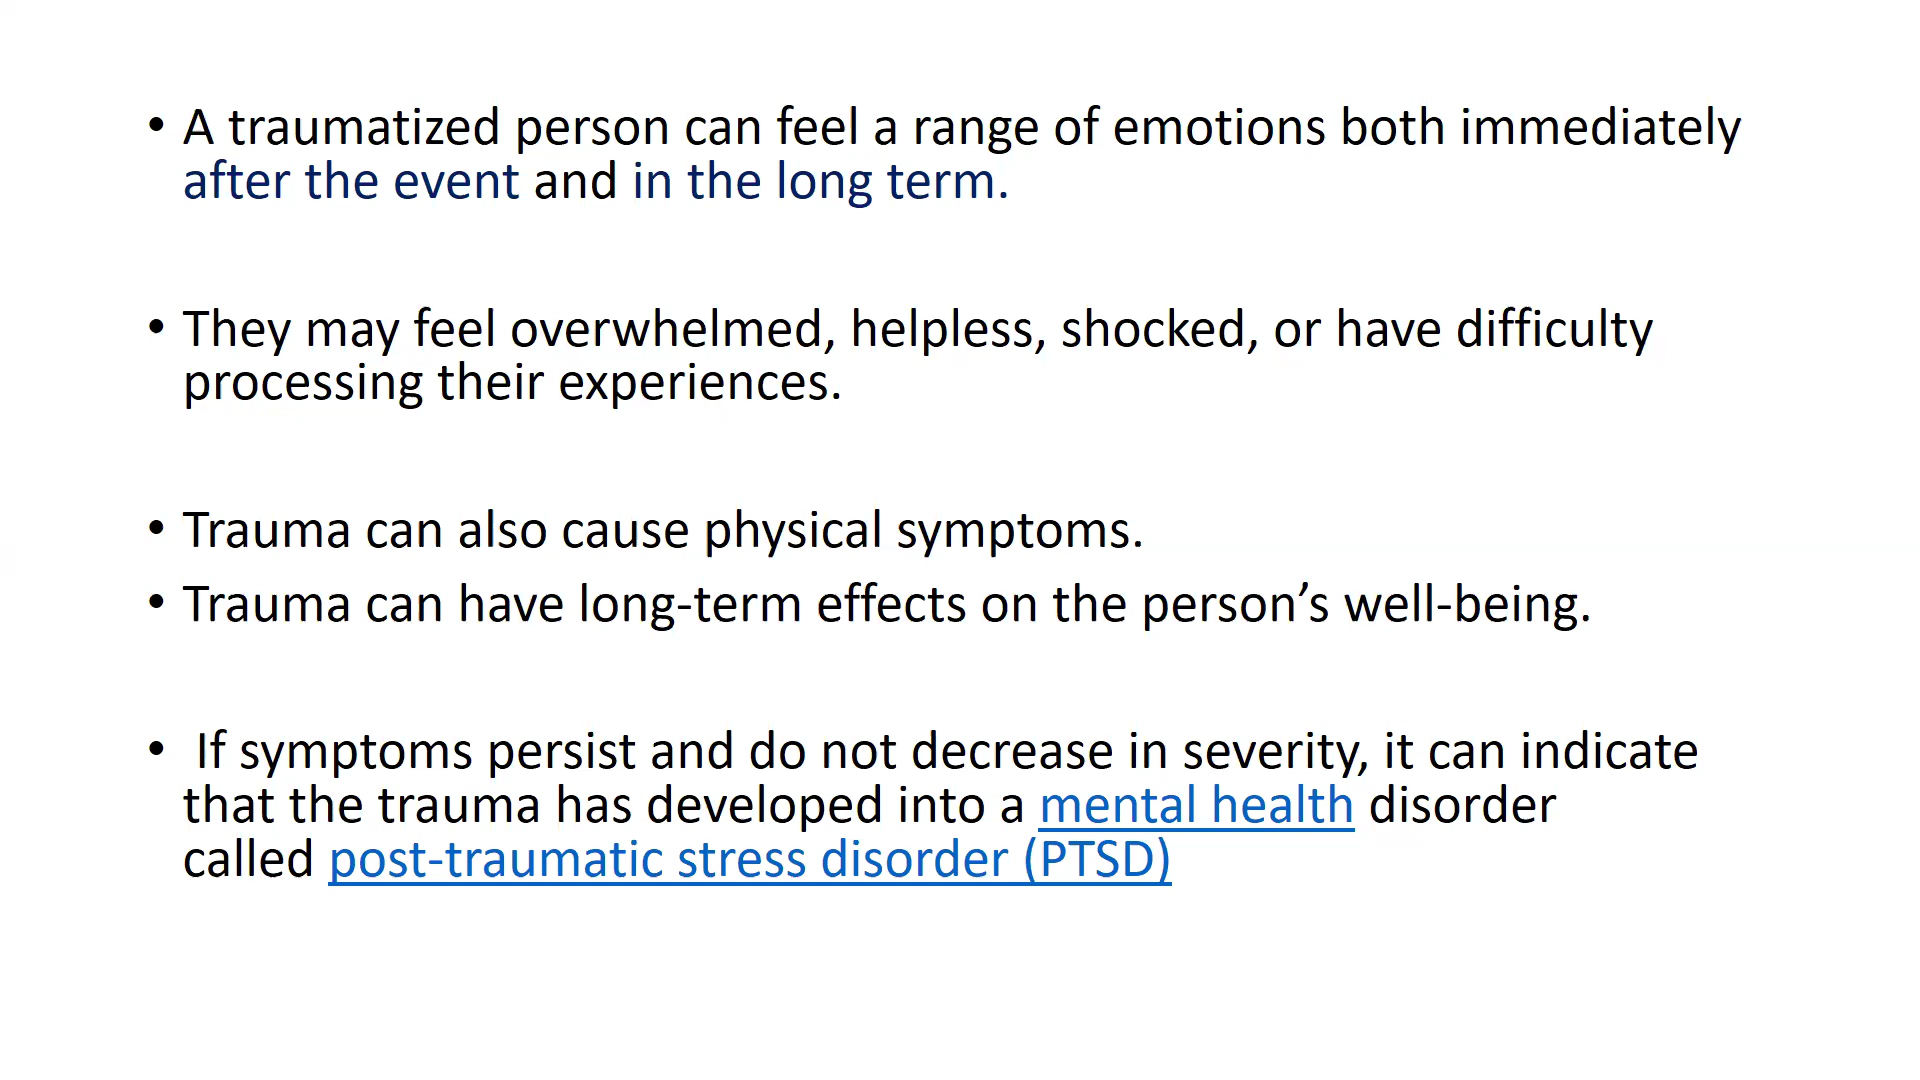 • A traumatized person can feel a range of emotions both immediately
after the event and in the long term.
• They may feel overwhelmed, helpless, shocked, or have difficulty
processing their experiences.
• Trauma can also cause physical symptoms.
• Trauma can have long-term effects on the person’s well-being.
• If symptoms persist and do not decrease in severity, it can indicate
that the trauma has developed into a mental health disorder
called post-traumatic stress disorder (PTSD)